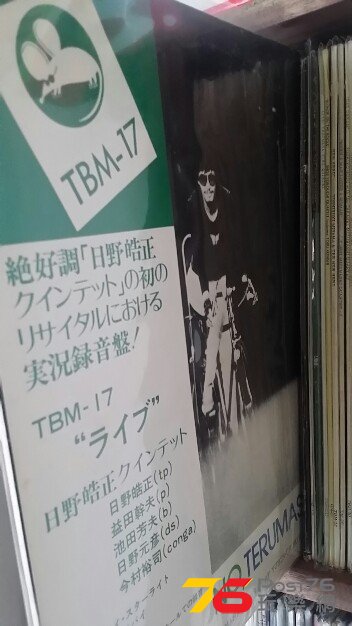 TBM-17
絶好調「日野皓正
クインテット」の初の
リサイタルにおける
実況録音盤!
TBM-17
“ライブ”
日野皓正クインテット
日野皓正(tp)
益田幹夫(p)
池田芳夫(b)
日野元彦(ds)
今村裕司(conga)
O TERUMAS
76
Post76